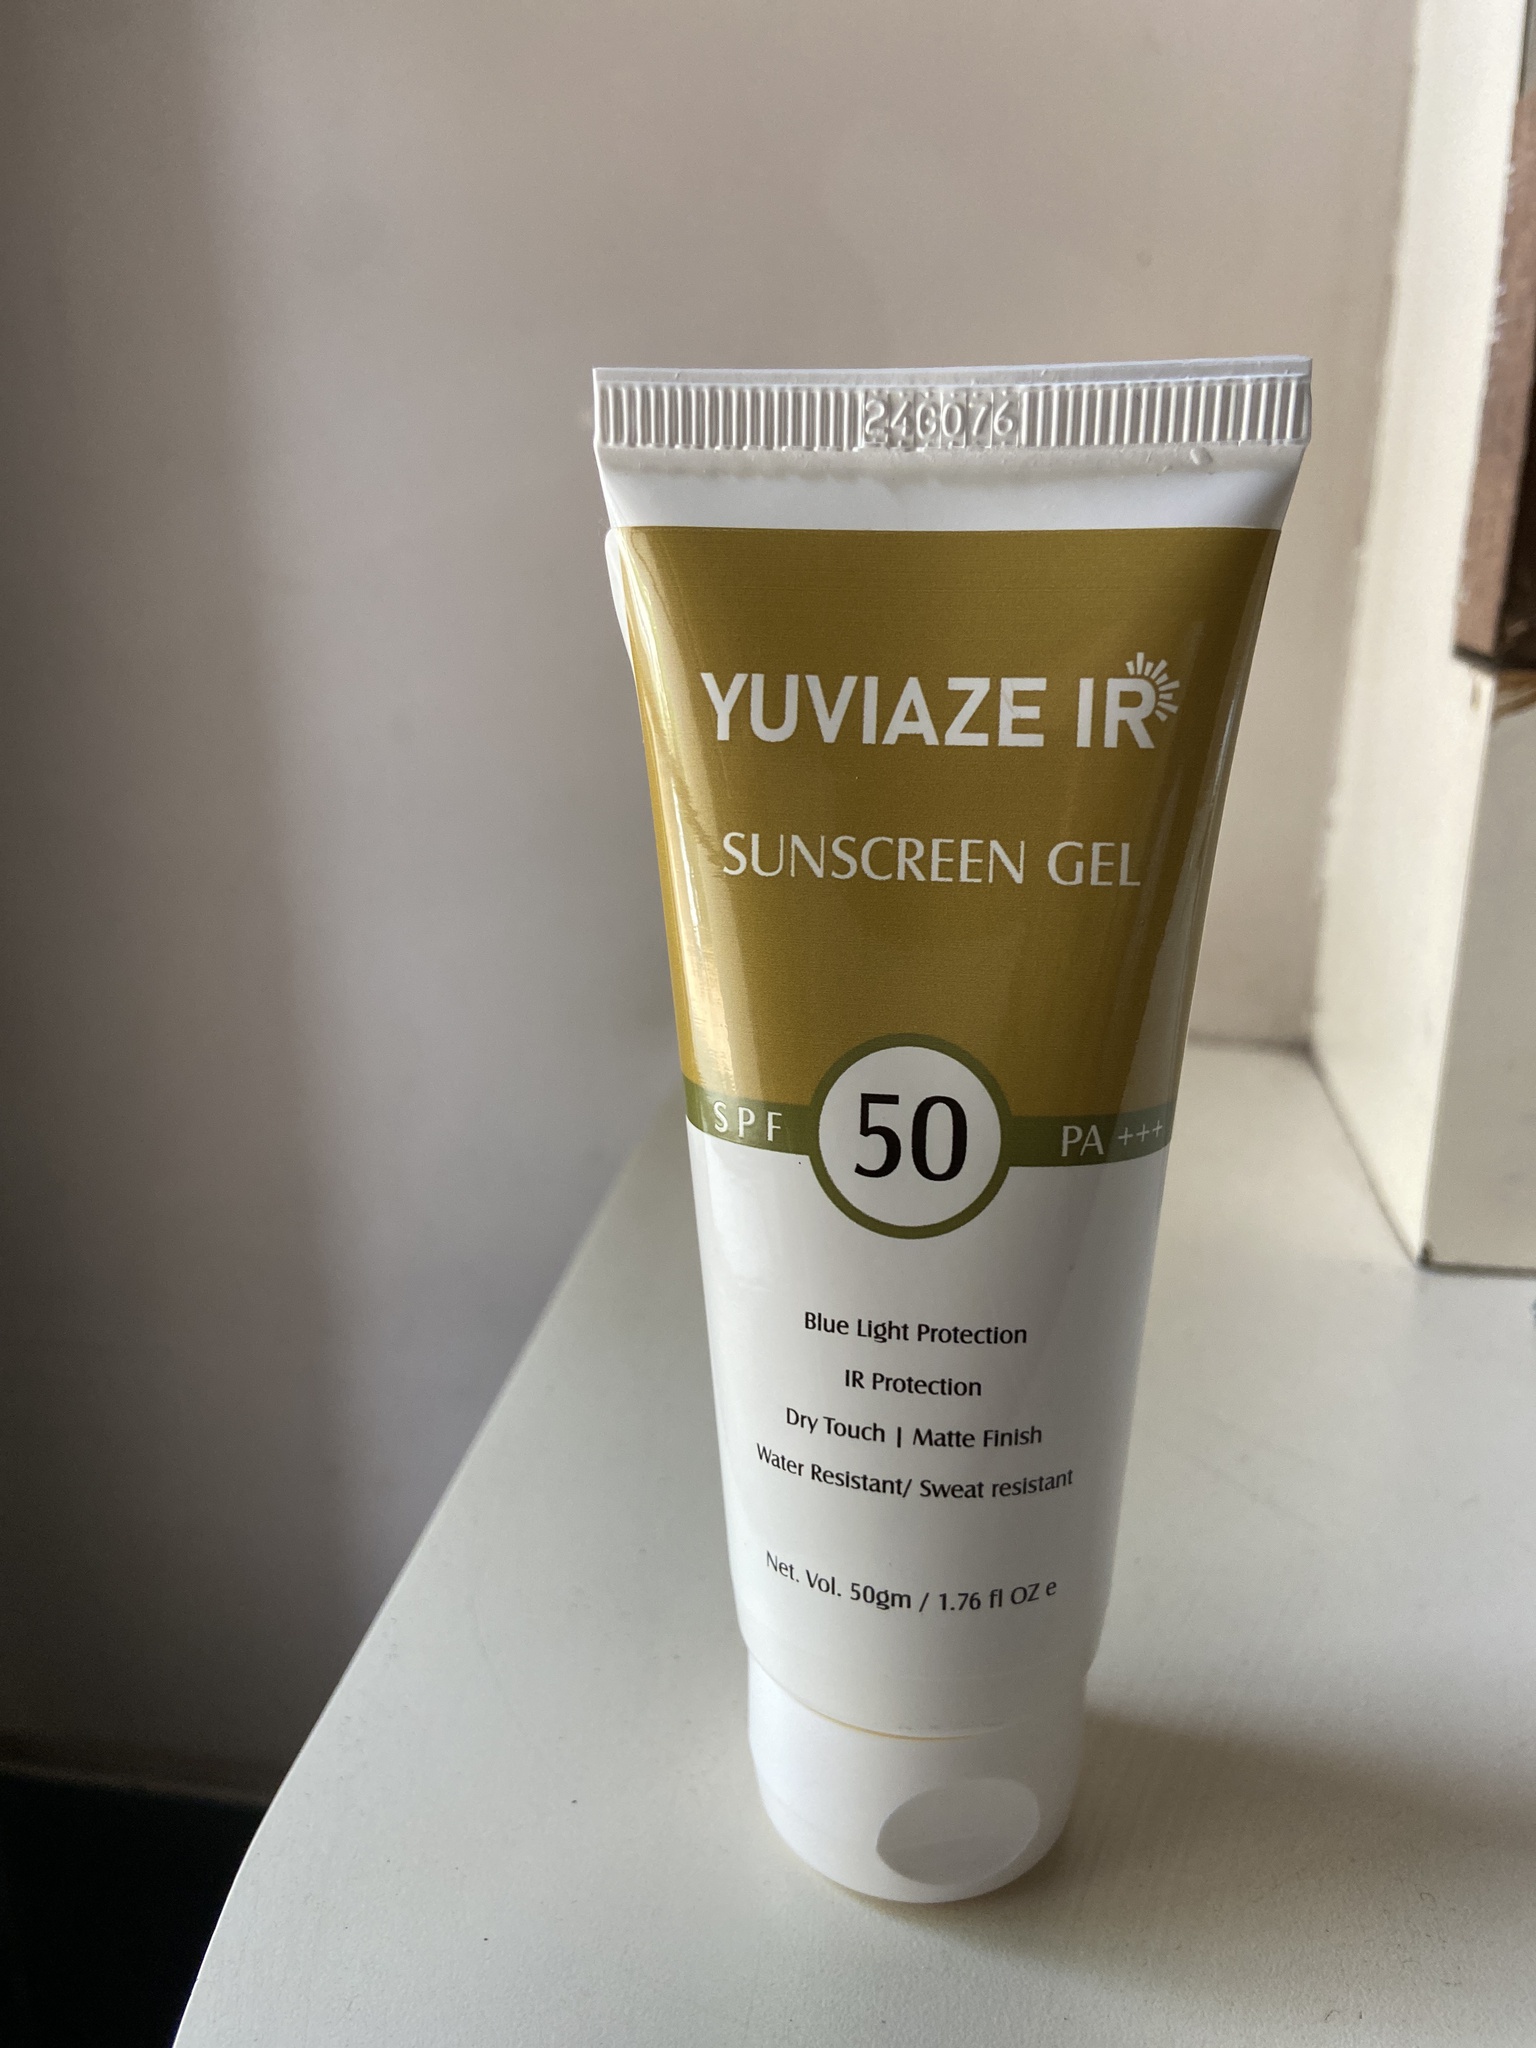 24G076
YUVIAZE IR
SUNSCREEN GEL
SPF 50 PA +++
Blue Light Protection
IR Protection
Dry Touch | Matte Finish
Water Resistant/ Sweat resistant
Net. Vol. 50gm / 1.76 fl OZ e